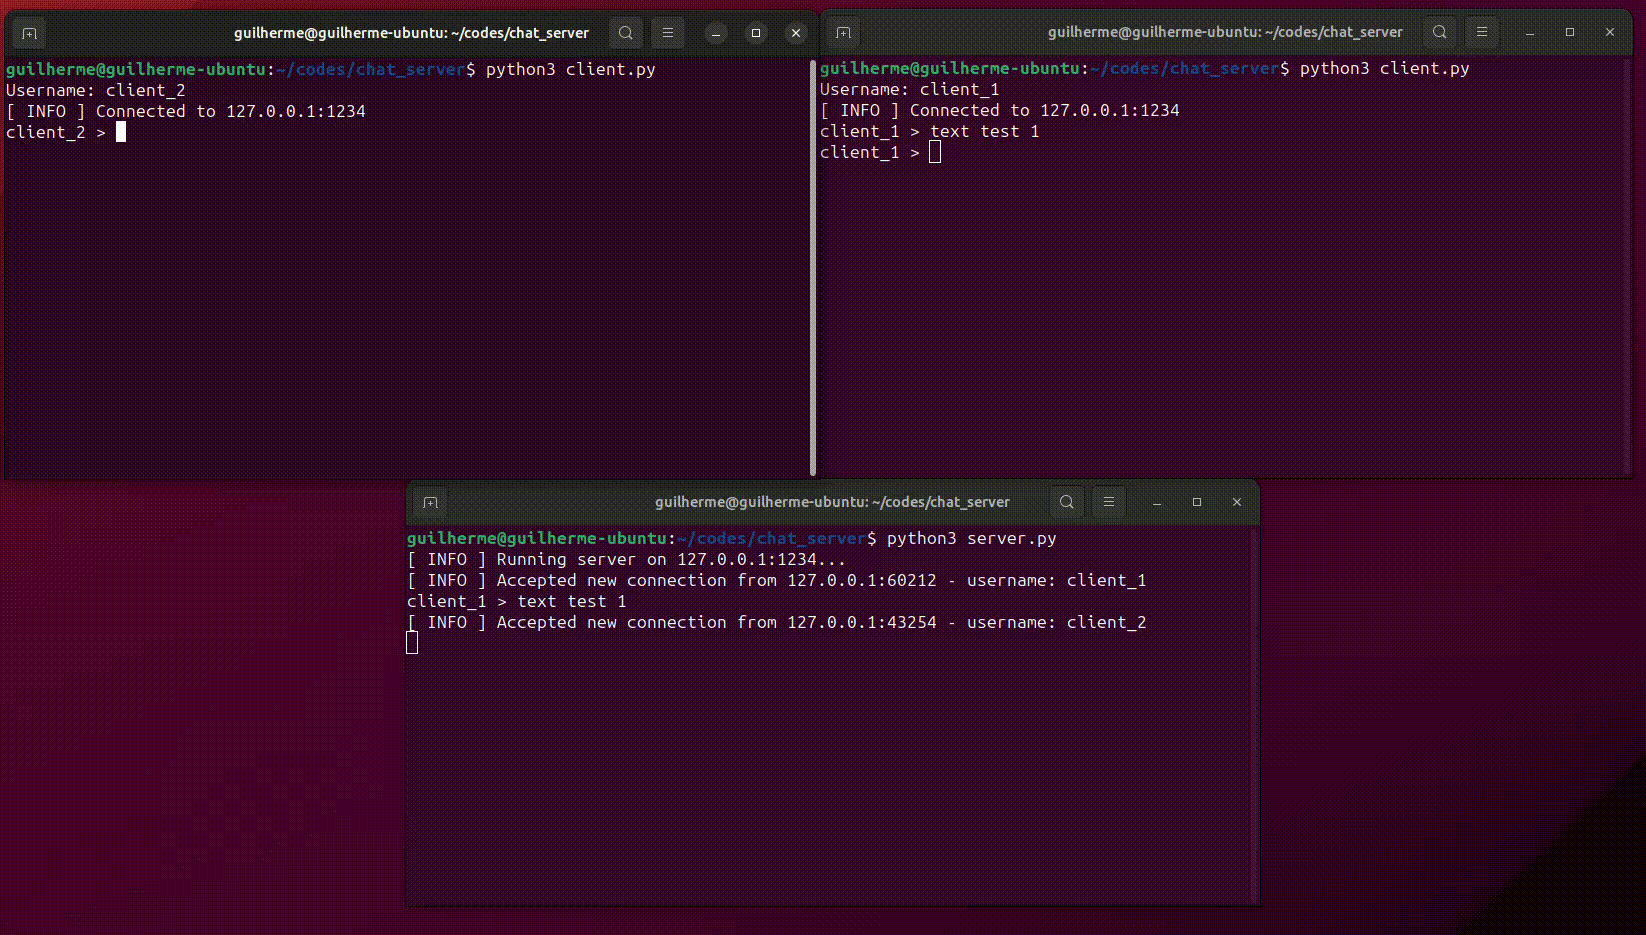 guilherme@guilherme-ubuntu: ~/codes/chat_server
guilherme@guilherme-ubuntu:~/codes/chat_server$ python3 client.py
Username: client_2
[ INFO ] Connected to 127.0.0.1:1234
client_2 >
guilherme@guilherme-ubuntu: ~/codes/chat_server
guilherme@guilherme-ubuntu:~/codes/chat_server$ python3 client.py
Username: client_1
[ INFO ] Connected to 127.0.0.1:1234
client_1 > text test 1
client_1 >
guilherme@guilherme-ubuntu: ~/codes/chat_server
guilherme@guilherme-ubuntu:~/codes/chat_server$ python3 server.py
[ INFO ] Running server on 127.0.0.1:1234...
[ INFO ] Accepted new connection from 127.0.0.1:60212 - username: client_1
client_1 > text test 1
[ INFO ] Accepted new connection from 127.0.0.1:43254 - username: client_2